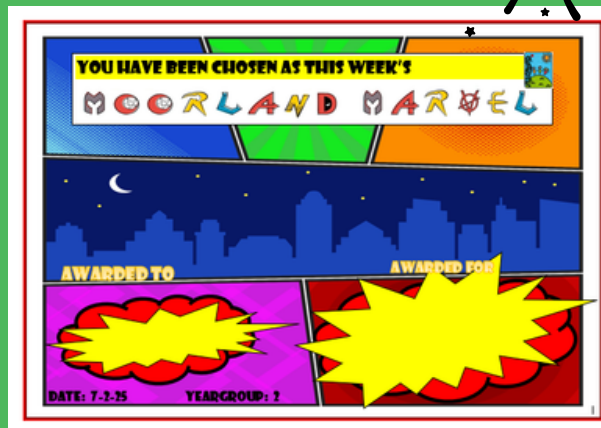 YOU HAVE BEEN CHOSEN AS THIS WEEK'S
MOORLAND MARVEL
AWARDED TO
AWARDED FOR
DATE: 7-2-25 YEARGROUP: 2